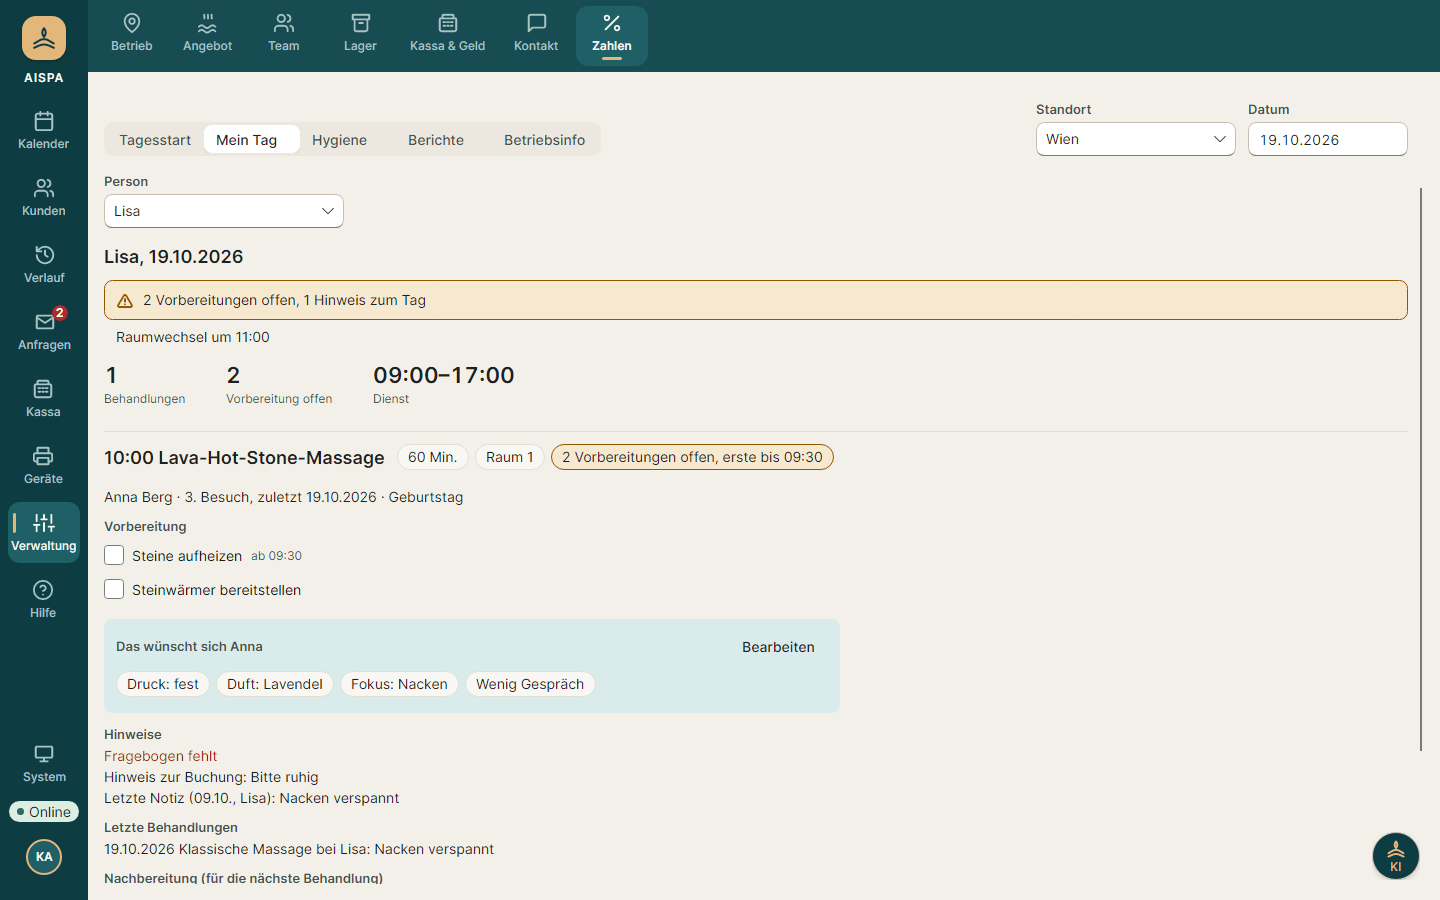 AISPA
Kalender
Kunden
Verlauf
2
Anfragen
Kassa
Geräte
Verwaltung
Hilfe
System
Online
KA
Betrieb
Angebot
Team
Lager
Kassa & Geld
Kontakt
Zahlen
Tagesstart
Mein Tag
Hygiene
Berichte
Betriebsinfo
Standort
Wien
Datum
19.10.2026
Person
Lisa
Lisa, 19.10.2026
2 Vorbereitungen offen, 1 Hinweis zum Tag
Raumwechsel um 11:00
1
Behandlungen
2
Vorbereitung offen
09:00–17:00
Dienst
10:00 Lava-Hot-Stone-Massage 60 Min. Raum 1 2 Vorbereitungen offen, erste bis 09:30
Anna Berg · 3. Besuch, zuletzt 19.10.2026 · Geburtstag
Vorbereitung
Steine aufheizen ab 09:30
Steinwärmer bereitstellen
Das wünscht sich Anna
Bearbeiten
Druck: fest
Duft: Lavendel
Fokus: Nacken
Wenig Gespräch
Hinweise
Fragebogen fehlt
Hinweis zur Buchung: Bitte ruhig
Letzte Notiz (09.10., Lisa): Nacken verspannt
Letzte Behandlungen
19.10.2026 Klassische Massage bei Lisa: Nacken verspannt
Nachbereitung (für die nächste Behandlung)
KI